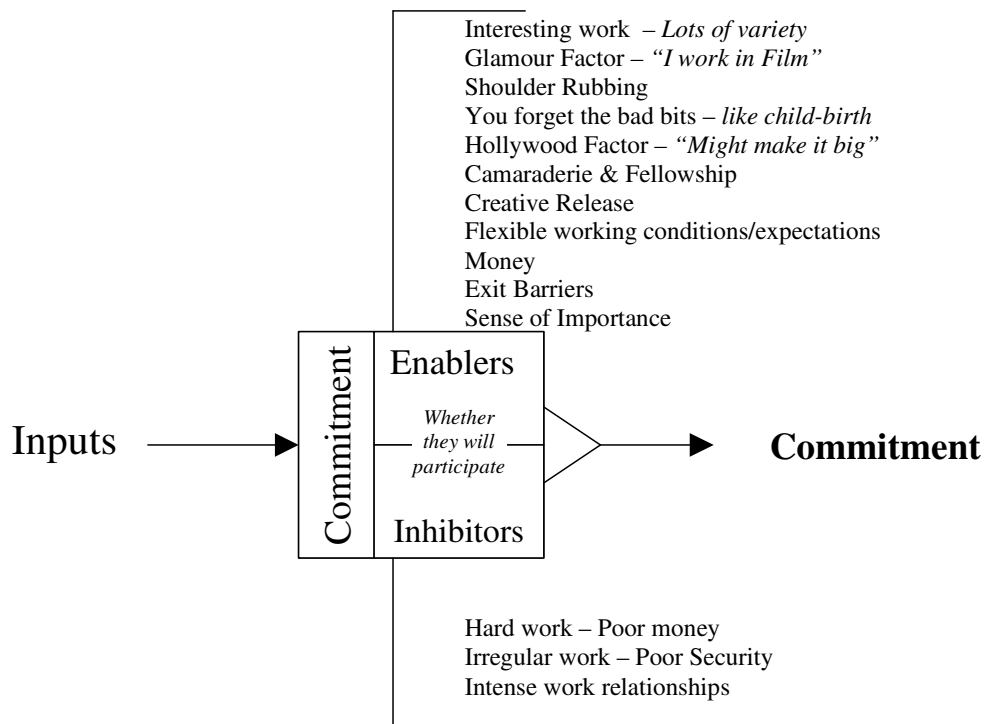 Interesting work – Lots of variety
Glamour Factor – “I work in Film”
Shoulder Rubbing
You forget the bad bits – like child-birth
Hollywood Factor – “Might make it big”
Camaraderie & Fellowship
Creative Release
Flexible working conditions/expectations
Money
Exit Barriers
Sense of Importance
Inputs
Commitment
Enablers
Whether
they will
participate
Inhibitors
Commitment
Hard work – Poor money
Irregular work – Poor Security
Intense work relationships